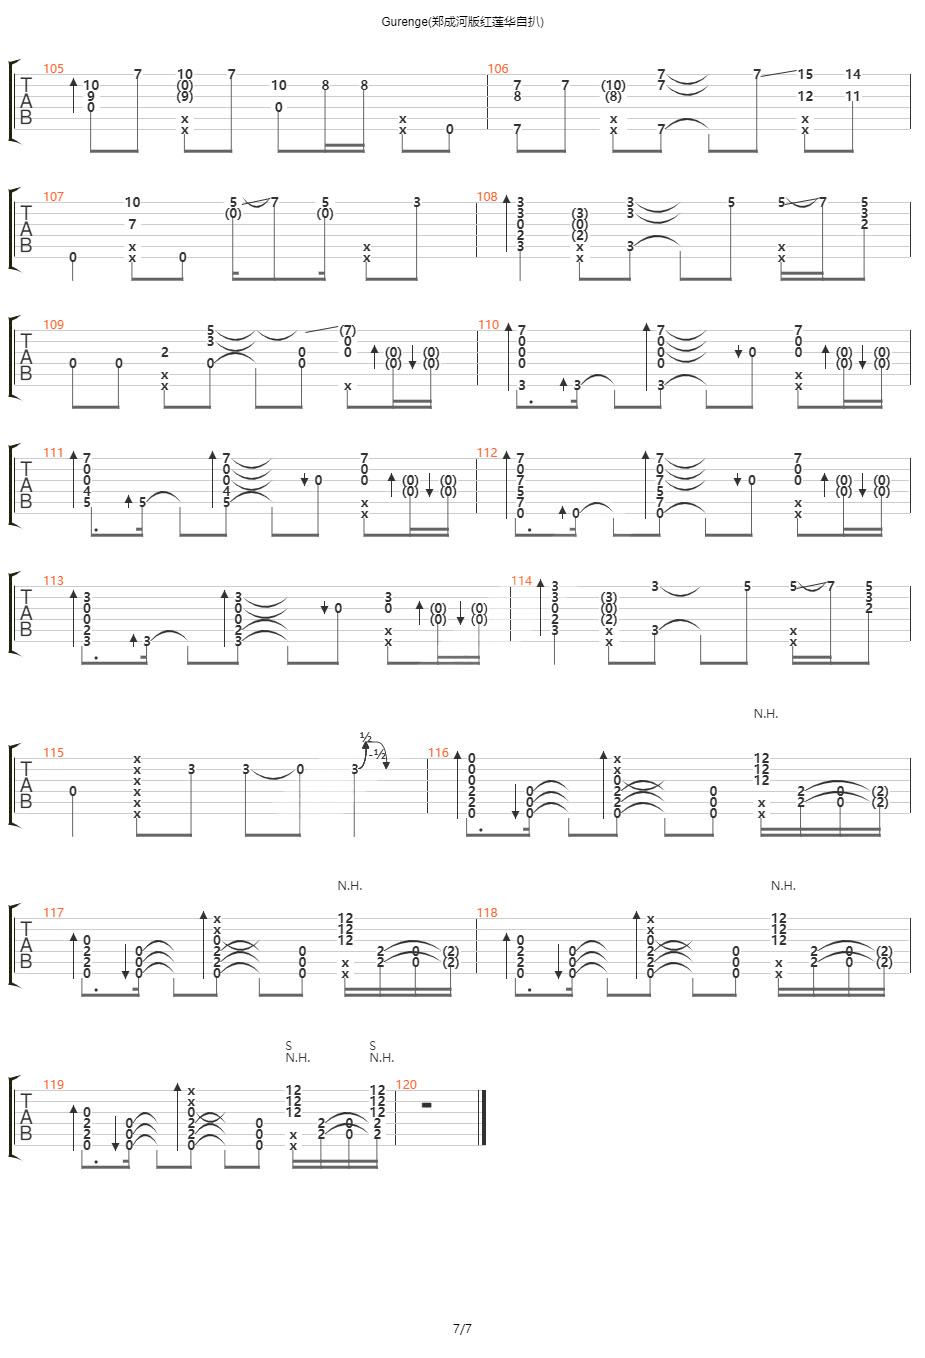 Gurenge(郑成河版红莲华自扒)
105 7 10 7 106 7 7 15 14
T 10 (0) 10 8 8 7 7 (10) 7
A 9 (9) 8 (8) 12 11
0 0
B x x x x
x x 0 7 x 7 x
107 10 5 7 5 3 108 3 3 5 5 7 5
T (0) (0) 3 (3) 3 3
A 7 0 (0) 2
2 (2)
B x x 3 x 3 x
0 x 0 x x x
109 5 (7) 110 7 7 7
T 3 0 0 0 0
A 2 0 0 (0) (0) 0 0 0 0 (0) (0)
0 0 0 0 (0) (0) 0 0 (0) (0)
B x x
x x 3 3 3 x
111 7 7 7 112 7 7 7
T 0 0 0 0 0 0
A 0 0 0 0 (0) (0) 7 7 0 0 (0) (0)
4 4 (0) (0) 5 5 (0) (0)
B 5 5 5 x 7 7 x
x 0 0 0 x
113 114 3 3 5 5 7 5
T 3 3 3 3 (3) 3
A 0 0 0 0 (0) (0) 0 (0) 2
0 0 (0) (0) 2 (2)
B 2 2 x 3 x 3 x
3 3 3 x x x
N.H.
½
-½
115 x 116 0 x 12
T x 3 3 0 3 0 x 12
A x 0 0 12
0 x 2 0 2 0 2 0 (2)
B x 2 0 2 0 x 2 0 (2)
x 0 0 0 0 x
N.H. N.H.
117 x 12 118 x 12
T x 12 x 12
A 0 0 12 0 0 12
2 0 2 0 2 0 (2) 2 0 2 0 2 0 (2)
B 2 0 2 0 x 2 0 (2) 2 0 2 0 x 2 0 (2)
0 0 0 0 x 0 0 0 0 x
S S
N.H. N.H.
119 x 12 12 120
T x 12 12
A 0 0 12 12
2 0 2 0 2 0 2
B 2 0 2 0 x 2 0 2
0 0 0 0 x
7/7